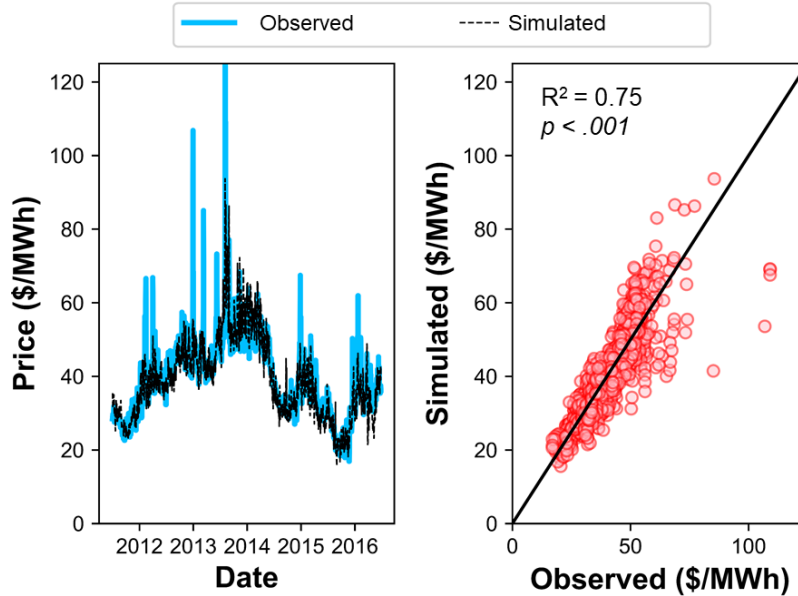 Observed
Simulated
Price ($/MWh)
120
100
80
60
40
20
0
2012 2013 2014 2015 2016
Date
R² = 0.75
p < .001
Simulated ($/MWh)
120
100
80
60
40
20
0
0 50 100
Observed ($/MWh)